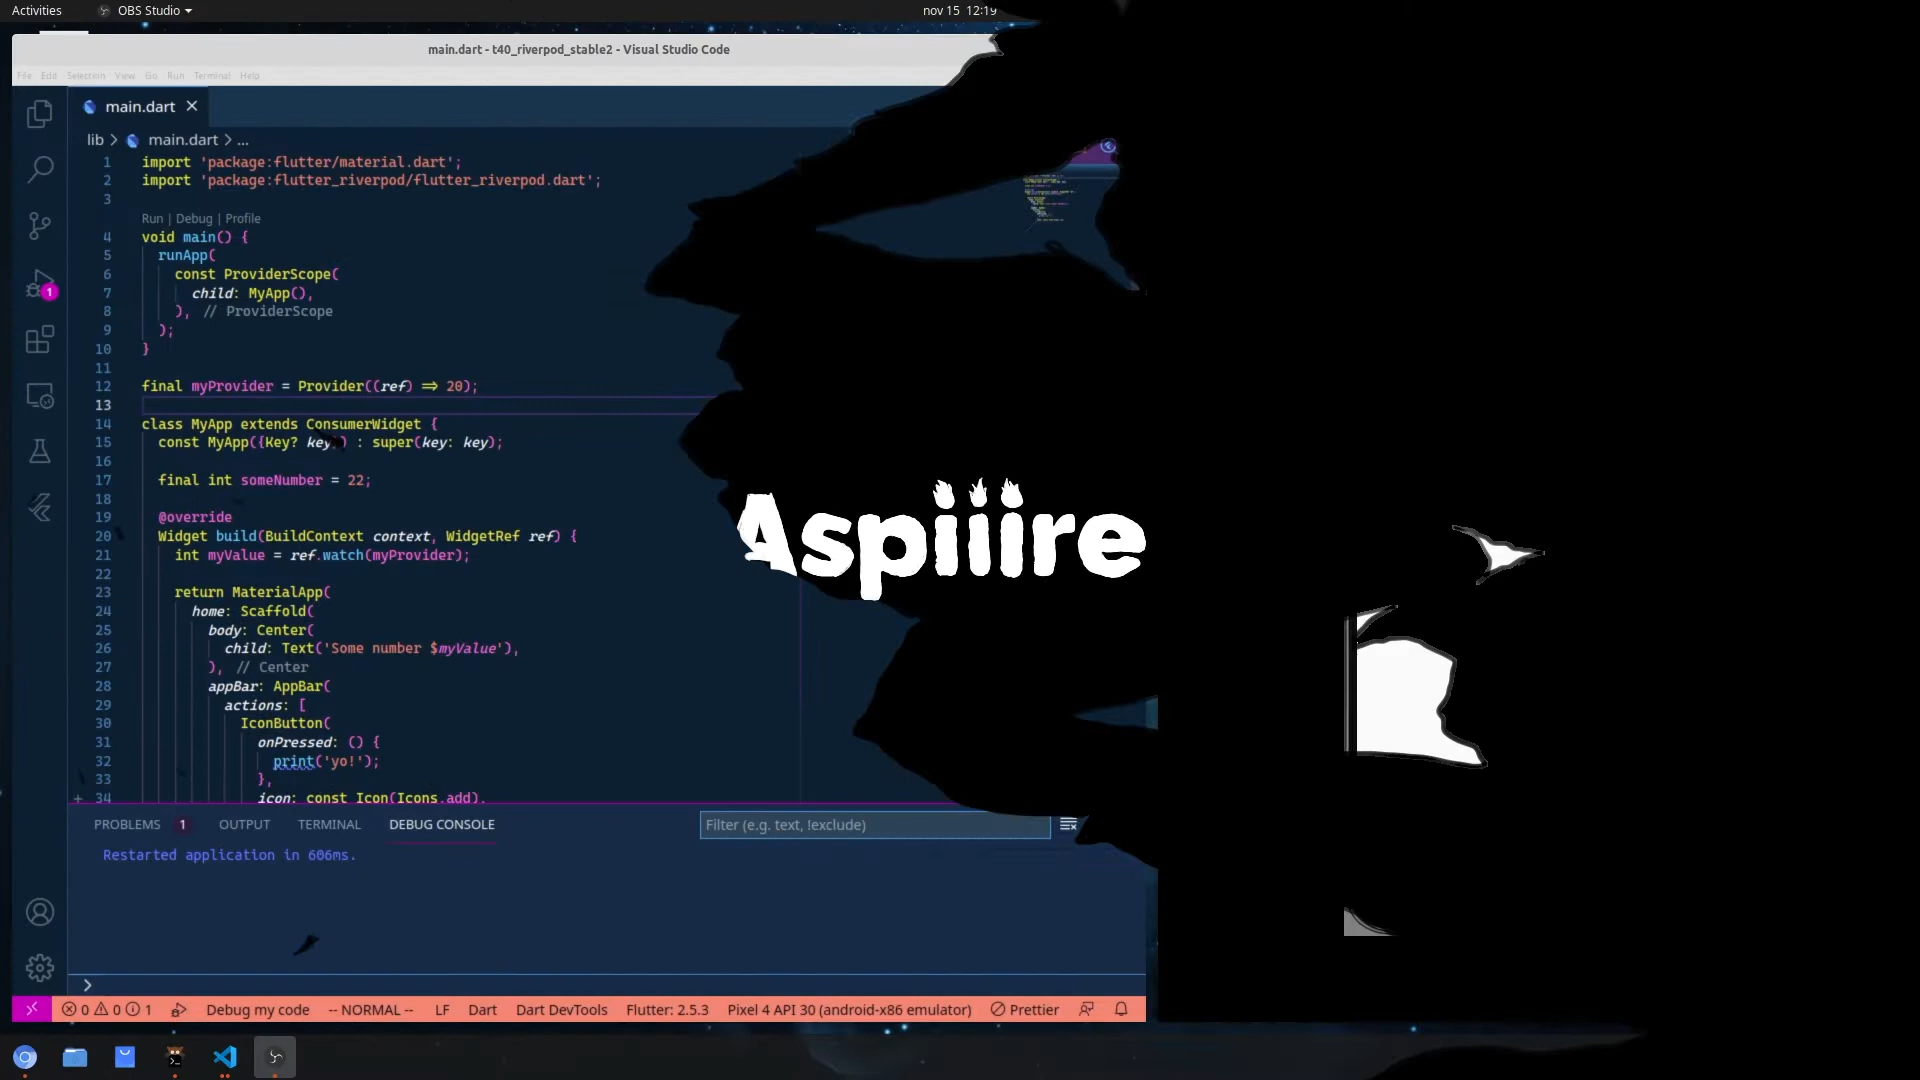 Activities OBS Studio nov 15 12:19
main.dart - t40_riverpod_stable2 - Visual Studio Code
File Edit Selection View Go Run Terminal Help
main.dart
lib > main.dart > ...
1 import 'package:flutter/material.dart';
2 import 'package:flutter_riverpod/flutter_riverpod.dart';
3
Run | Debug | Profile
4 void main() {
5 runApp(
6 const ProviderScope(
7 child: MyApp(),
8 ), // ProviderScope
9 );
10 }
11
12 final myProvider = Provider((ref) => 20);
13
14 class MyApp extends ConsumerWidget {
15 const MyApp({Key? key}) : super(key: key);
16
17 final int someNumber = 22;
18
19 @override
20 Widget build(BuildContext context, WidgetRef ref) {
21 int myValue = ref.watch(myProvider);
22
23 return MaterialApp(
24 home: Scaffold(
25 body: Center(
26 child: Text('Some number $myValue'),
27 ), // Center
28 appBar: AppBar(
29 actions: [
30 IconButton(
31 onPressed: () {
32 print('yo!');
33 },
34 icon: const Icon(Icons.add),
Aspiiire
PROBLEMS 1 OUTPUT TERMINAL DEBUG CONSOLE Filter (e.g. text, !exclude)
Restarted application in 606ms.
>
0 0 1 Debug my code -- NORMAL -- LF Dart Dart DevTools Flutter: 2.5.3 Pixel 4 API 30 (android-x86 emulator) Prettier